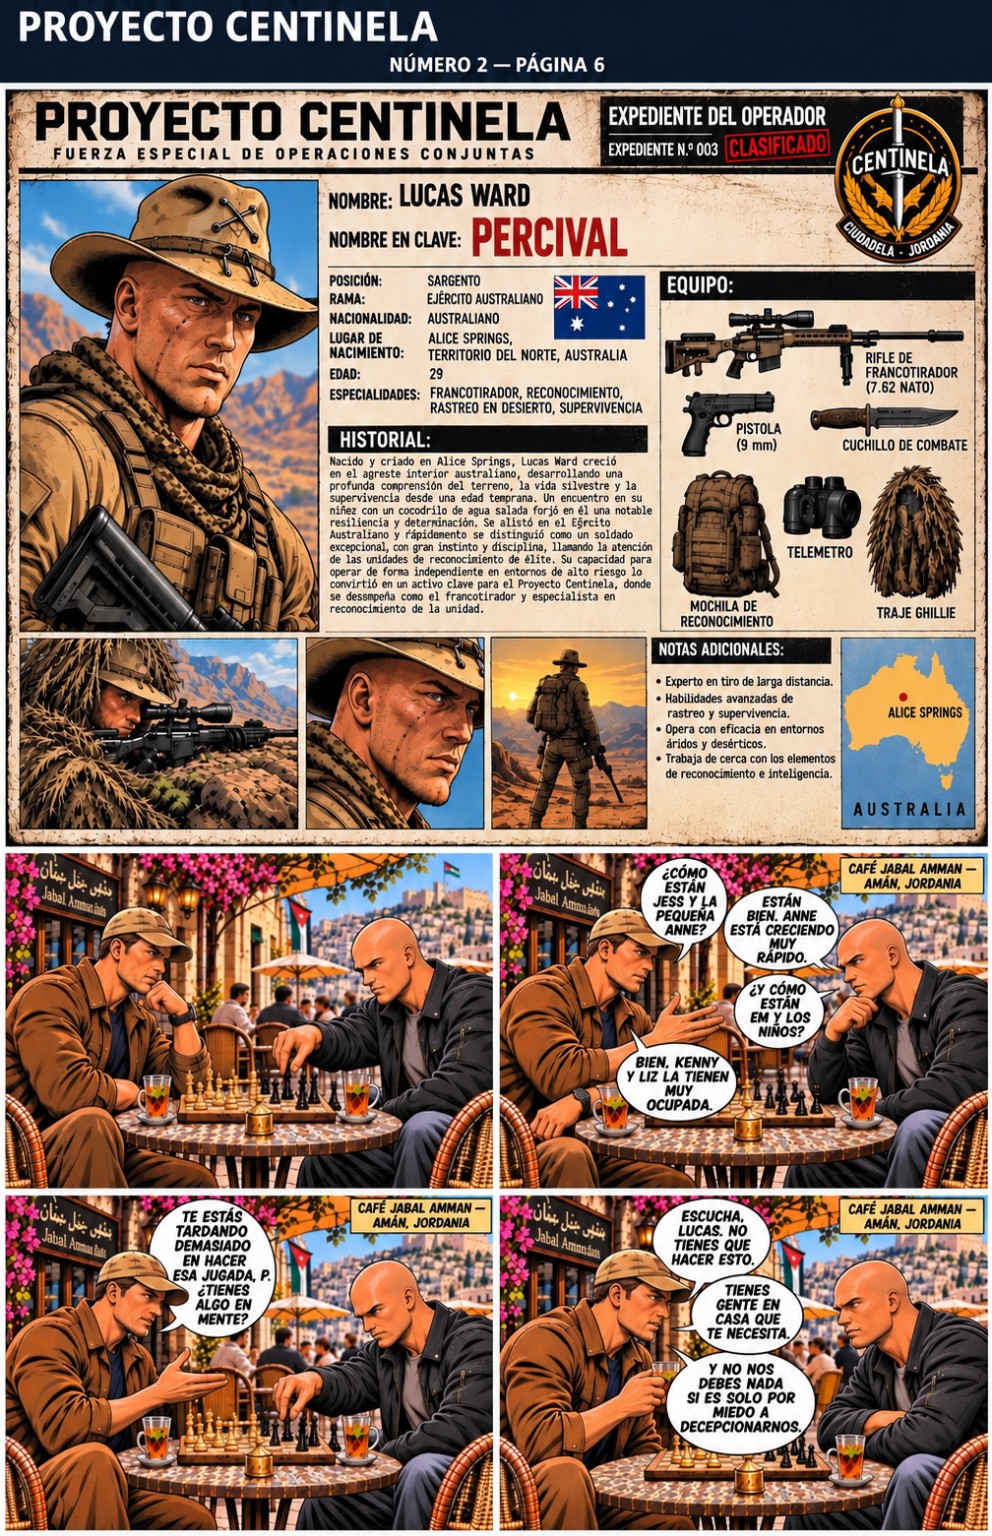 PROYECTO CENTINELA
NÚMERO 2 — PÁGINA 6
PROYECTO CENTINELA
FUERZA ESPECIAL DE OPERACIONES CONJUNTAS
EXPEDIENTE DEL OPERADOR
EXPEDIENTE N.º 003 CLASIFICADO
CENTINELA
CIUDADELA - JORDANIA
NOMBRE: LUCAS WARD
NOMBRE EN CLAVE: PERCIVAL
POSICIÓN: SARGENTO
RAMA: EJÉRCITO AUSTRALIANO
NACIONALIDAD: AUSTRALIANO
LUGAR DE NACIMIENTO: ALICE SPRINGS,
TERRITORIO DEL NORTE, AUSTRALIA
EDAD: 29
ESPECIALIDADES: FRANCOTIRADOR, RECONOCIMIENTO,
RASTREO EN DESIERTO, SUPERVIVENCIA
HISTORIAL:
Nacido y criado en Alice Springs, Lucas Ward creció
en el agreste interior australiano, desarrollando una
profunda comprensión del terreno, la vida silvestre y la
supervivencia desde una edad temprana. Un encuentro en su
niñez con un cocodrilo de agua salada forjó en él una notable
resiliencia y determinación. Se alistó en el Egército
Australiano y rápidemento se distinguió como un soldado
excepcional, con gran instinto y disciplina, llamando la atención
de las unidades de reconocimiento de élite. Su capacidad para
operar de forma independiente en entornos de alto riesgo lo
convirtió en un activo clave para el Proyecto Centinela, donde
se dessmpeña como el francotirador y especialista en
reconocimiento de la unidad.
EQUIPO:
RIFLE DE
FRANCOTIRADOR
(7.62 NATO)
PISTOLA
(9 mm)
CUCHILLO DE COMBATE
MOCHILA DE
RECONOCIMIENTO
TELEMETRO
TRAJE GHILLIE
NOTAS ADICIONALES:
• Experto en tiro de larga distancia.
• Habilidades avanzadas de
rastreo y supervivencia.
• Opera con eficacia en entornos
áridos y desérticos.
• Trabaja de cerca con los elementos
de reconocimiento e inteligencia.
ALICE SPRINGS
AUSTRALIA
Jabal Amman
CAFÉ JABAL AMMAN —
AMÁN, JORDANIA
Jabal Amman
¿CÓMO
ESTÁN
JESS Y LA
PEQUEÑA
ANNE?
ESTÁN
BIEN. ANNE
ESTÁ CRECIENDO
MUY
RÁPIDO.
¿Y CÓMO
ESTÁN
EM Y LOS
NIÑOS?
BIEN, KENNY
Y LIZ LA TIENEN
MUY
OCUPADA.
CAFÉ JABAL AMMAN —
AMÁN, JORDANIA
Jabal Amman
TE ESTÁS
TARDANDO
DEMASIADO
EN HACER
ESA JUGADA, P.
¿TIENES
ALGO EN
MENTE?
CAFÉ JABAL AMMAN —
AMÁN, JORDANIA
Jabal Amman
ESCUCHA,
LUCAS. NO
TIENES QUE
HACER ESTO.
TIENES
GENTE EN
CASA QUE
TE NECESITA.
Y NO NOS
DEBES NADA
SI ES SOLO POR
MIEDO A
DECEPCIONARNOS.